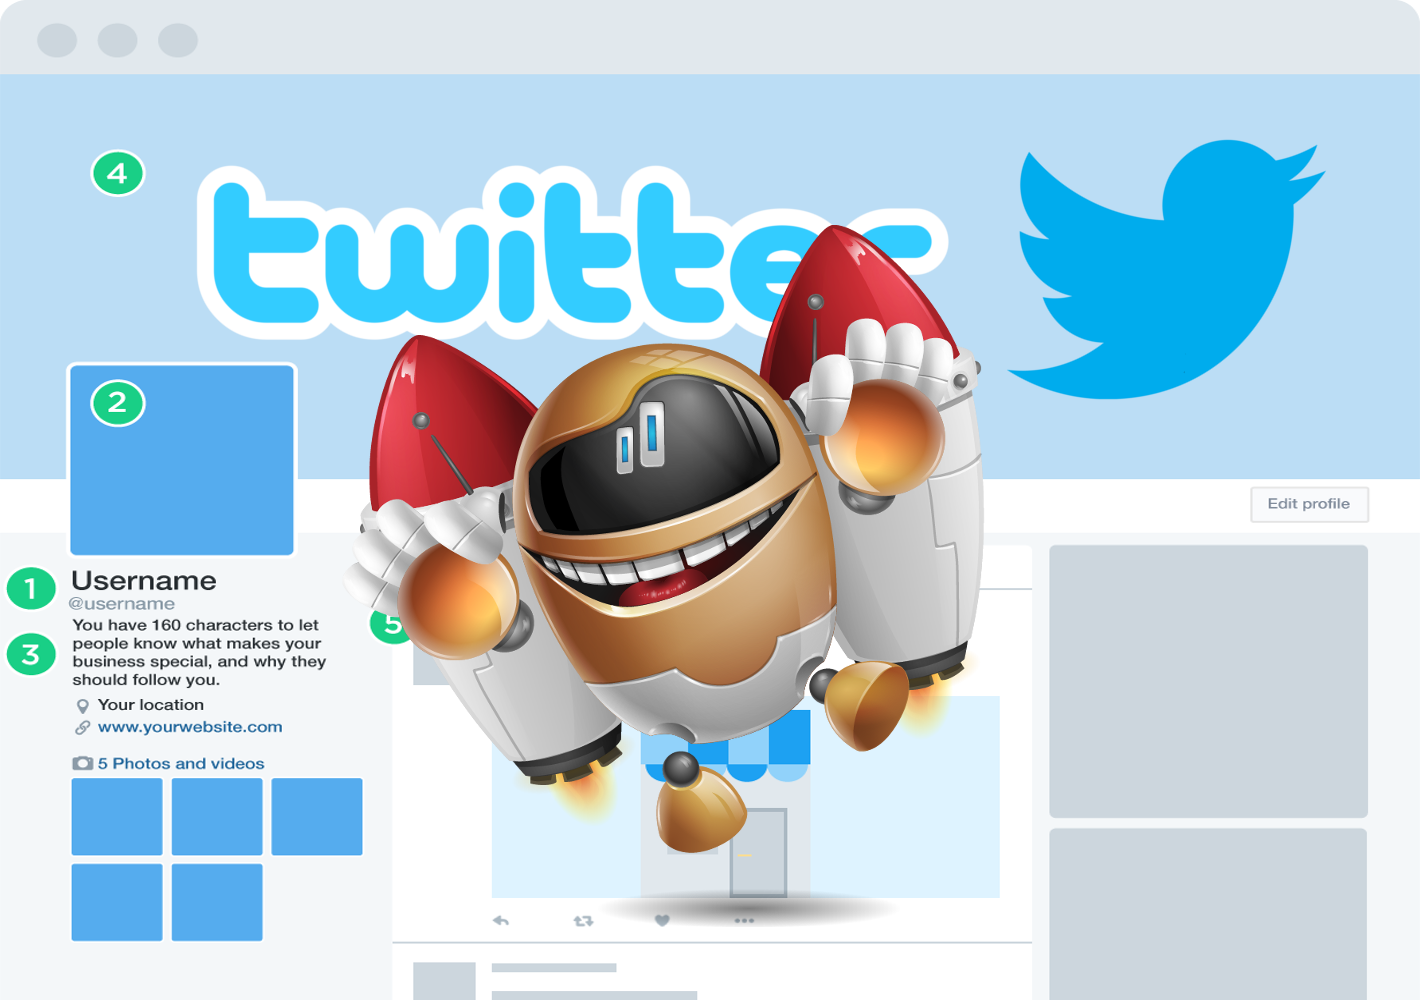 4
twitter
2
Edit profile
1
Username
@username
5
3
You have 160 characters to let
people know what makes your
business special, and why they
should follow you.
Your location
www.yourwebsite.com
5 Photos and videos